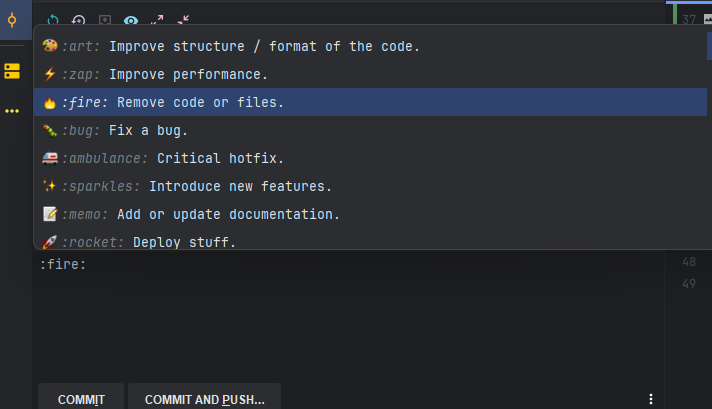 37
:art: Improve structure / format of the code.
:zap: Improve performance.
:fire: Remove code or files.
:bug: Fix a bug.
:ambulance: Critical hotfix.
:sparkles: Introduce new features.
:memo: Add or update documentation.
:rocket: Deploy stuff.
:fire:
48
49
COMMIT
COMMIT AND PUSH...